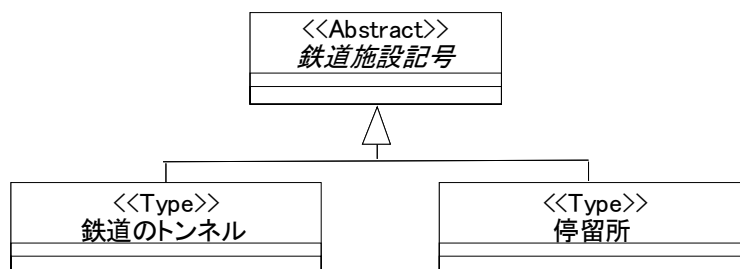 <<Abstract>>
鉄道施設記号
<<Type>>
鉄道のトンネル
<<Type>>
停留所